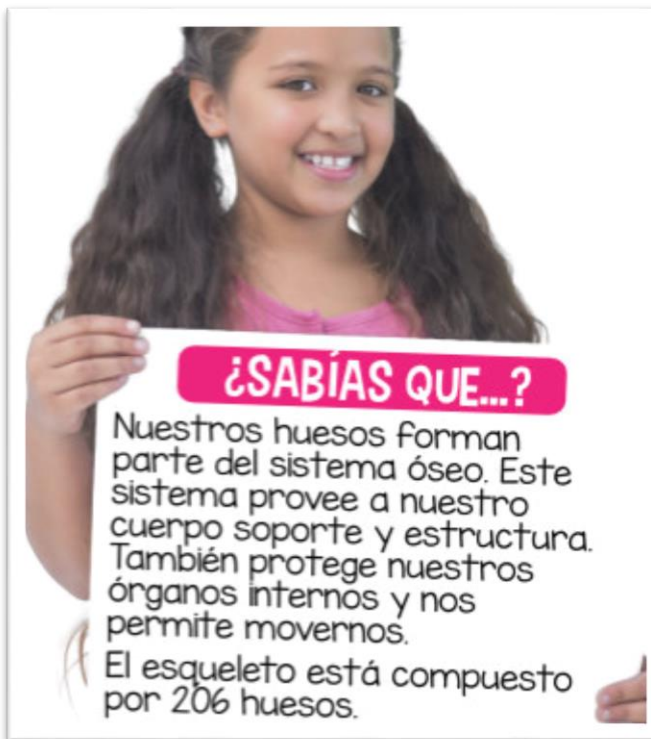 ¿SABÍAS QUE...?
Nuestros huesos forman
parte del sistema óseo. Este
sistema provee a nuestro
cuerpo soporte y estructura.
También protege nuestros
órganos internos y nos
permite movernos.
El esqueleto está compuesto
por 206 huesos.